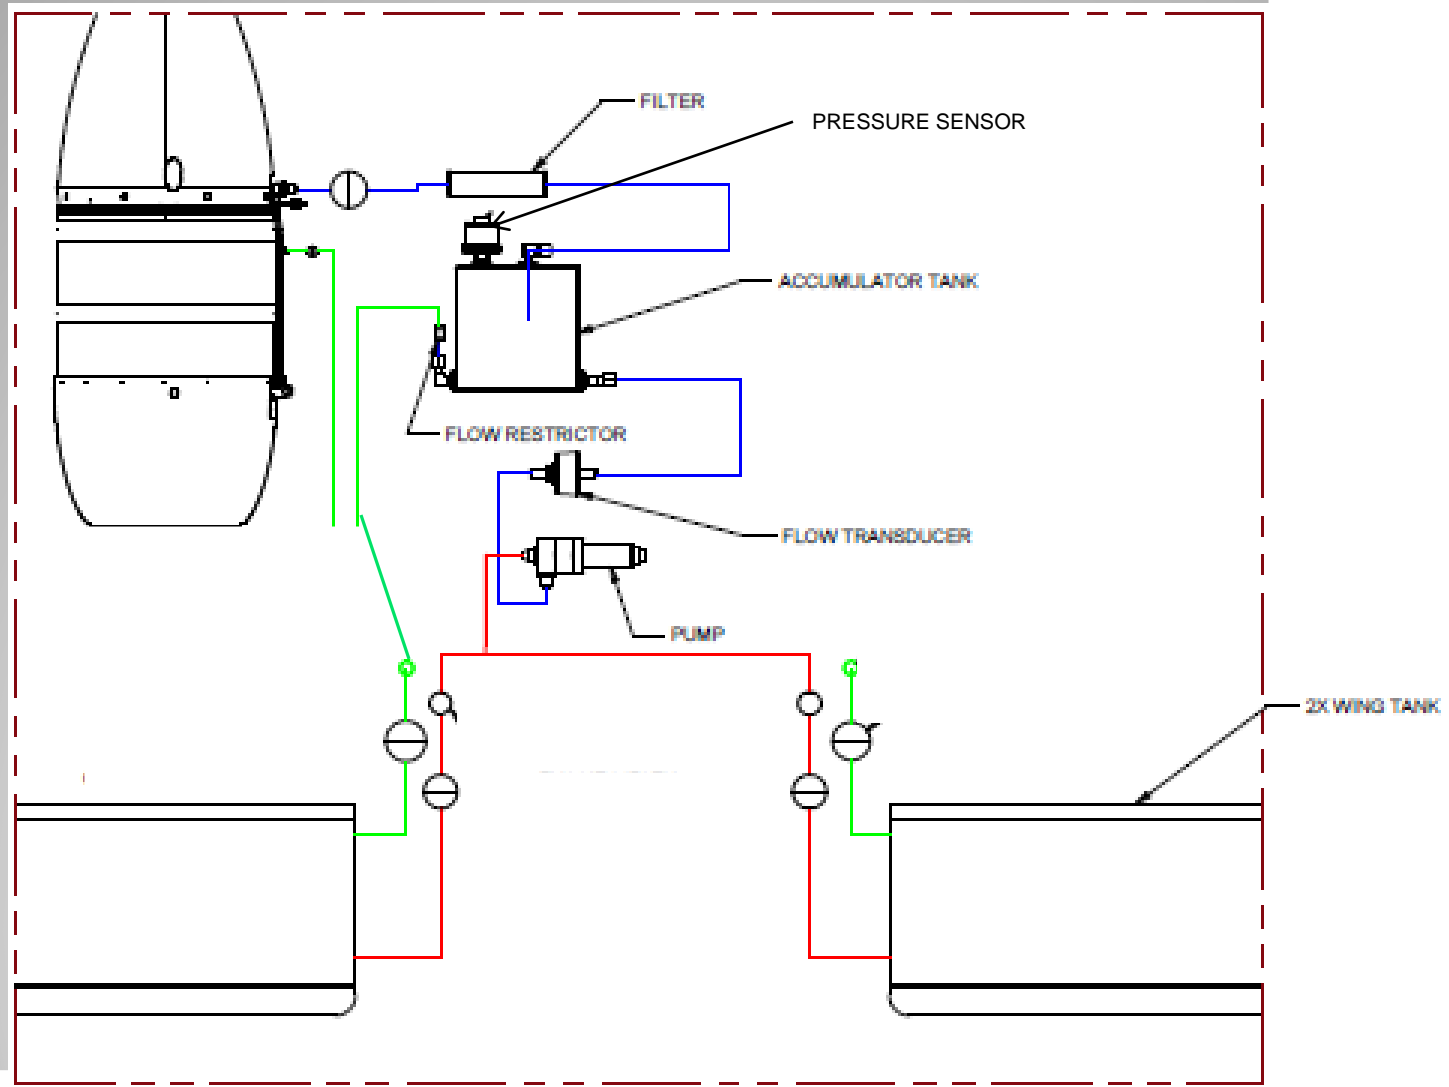 FILTER
PRESSURE SENSOR
ACCUMULATOR TANK
FLOW RESTRICTOR
FLOW TRANSDUCER
PUMP
2X WING TANK